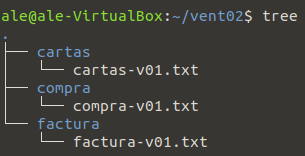 ale@ale-VirtualBox:~/vent02$ tree
.
├── cartas
│   └── cartas-v01.txt
├── compra
│   └── compra-v01.txt
└── factura
    └── factura-v01.txt